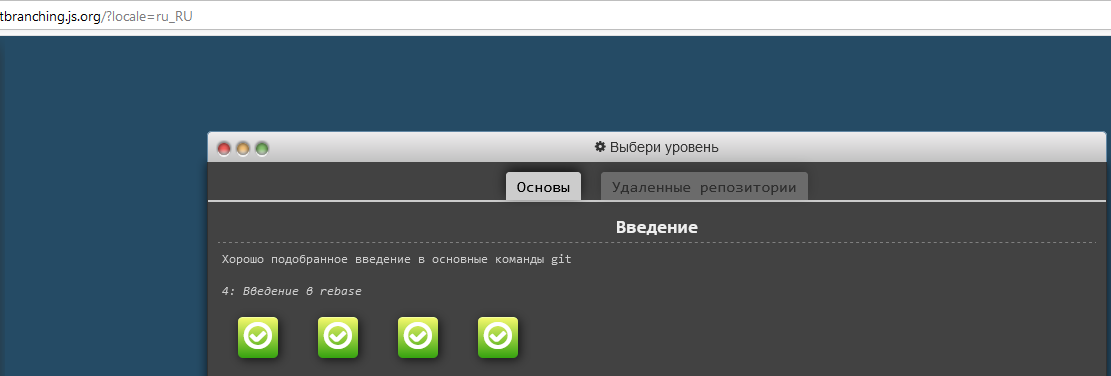 tbranching.js.org/?locale=ru_RU
Выбери уровень
Основы
Удаленные репозитории
Введение
Хорошо подобранное введение в основные команды git
4: Введение в rebase